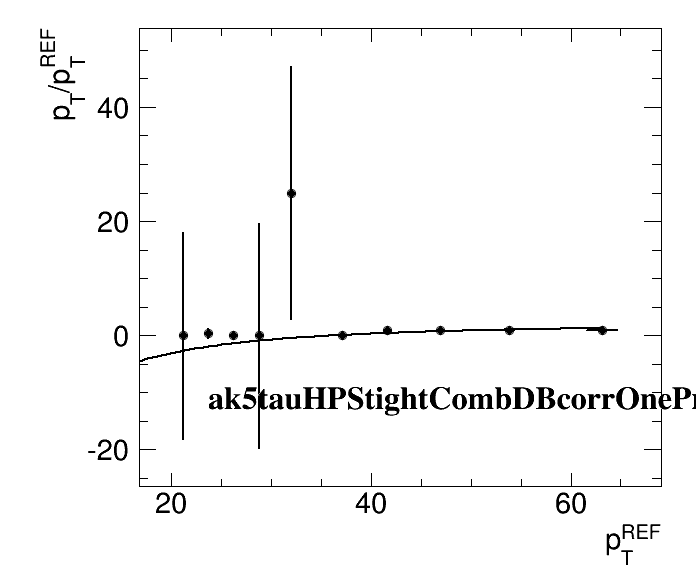 p_T/p_T^REF
40
20
0
-20
ak5tauHPStightCombDBcorrOnePr
20 40 60
p_T^REF